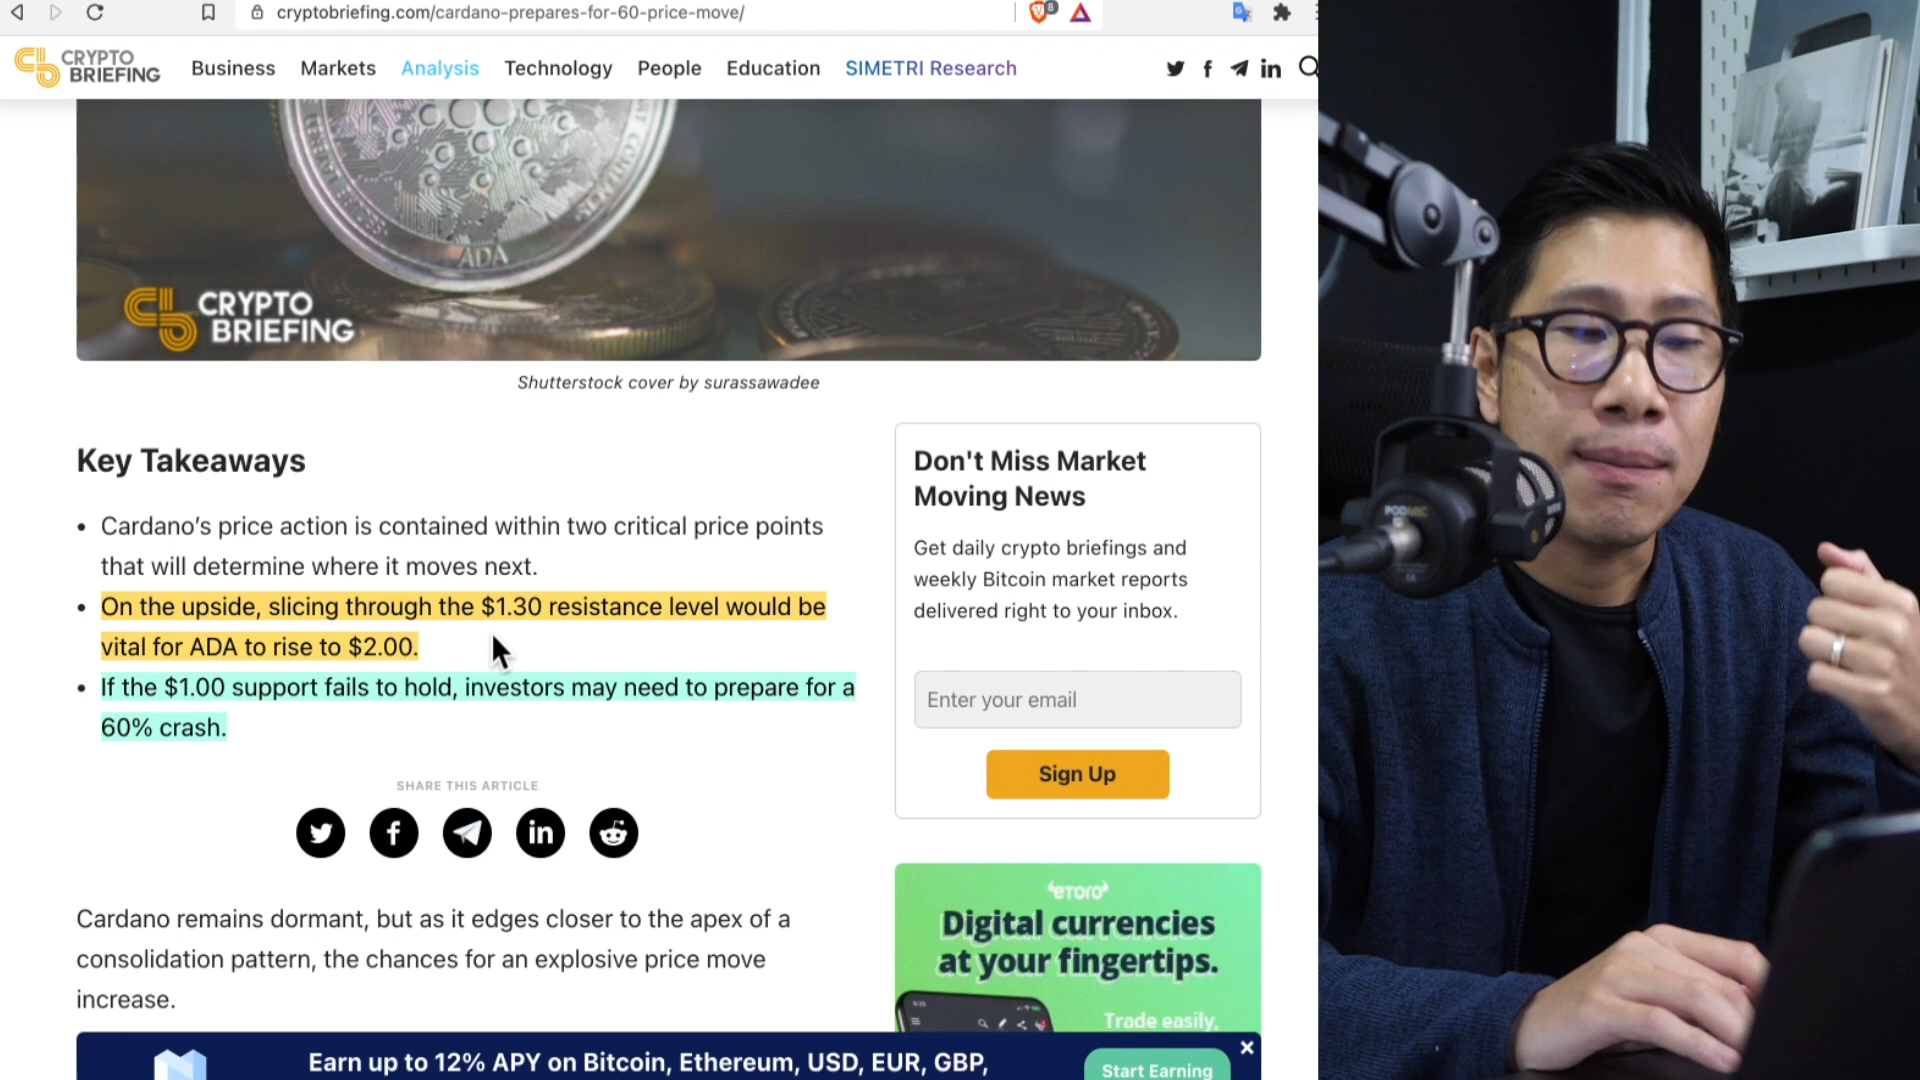 cryptobriefing.com/cardano-prepares-for-60-price-move/
8
CRYPTO
BRIEFING
Business Markets Analysis Technology People Education SIMETRI Research
ADA
CRYPTO
BRIEFING
Shutterstock cover by surassawadee
Key Takeaways
• Cardano’s price action is contained within two critical price points
that will determine where it moves next.
• On the upside, slicing through the $1.30 resistance level would be
vital for ADA to rise to $2.00.
• If the $1.00 support fails to hold, investors may need to prepare for a
60% crash.
SHARE THIS ARTICLE
Cardano remains dormant, but as it edges closer to the apex of a
consolidation pattern, the chances for an explosive price move
increase.
Don't Miss Market
Moving News
Get daily crypto briefings and
weekly Bitcoin market reports
delivered right to your inbox.
Enter your email
Sign Up
eToro
Digital currencies
at your fingertips.
Trade easily,
Earn up to 12% APY on Bitcoin, Ethereum, USD, EUR, GBP,
Start Earning
PODMIC